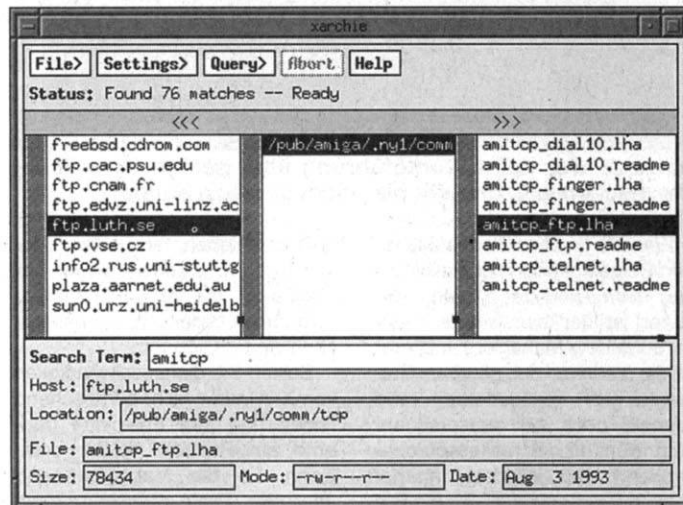 xarchie
File> Settings> Query> Abort Help
Status: Found 76 matches -- Ready
<<< >>>
freebsd.cdrom.com
ftp.cac.psu.edu
ftp.cnam.fr
ftp.edvz.uni-linz.ac
ftp.luth.se
ftp.vse.cz
info2.rus.uni-stuttg
plaza.aarnet.edu.au
sun0.urz.uni-heidelb
/pub/amiga/.ny1/comm
amitcp_dial10.lha
amitcp_dial10.readme
amitcp_finger.lha
amitcp_finger.readme
amitcp_ftp.lha
amitcp_ftp.readme
amitcp_telnet.lha
amitcp_telnet.readme
Search Term: amitcp
Host: ftp.luth.se
Location: /pub/amiga/.ny1/comm/tcp
File: amitcp_ftp.lha
Size: 78434 Mode: -rw-r--r-- Date: Aug 3 1993